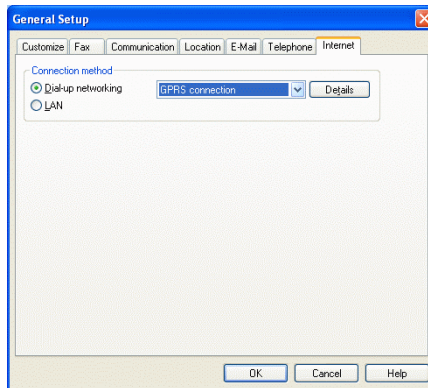 General Setup
Customize Fax Communication Location E-Mail Telephone Internet
Connection method
Dial-up networking GPRS connection Details
LAN
OK Cancel Help